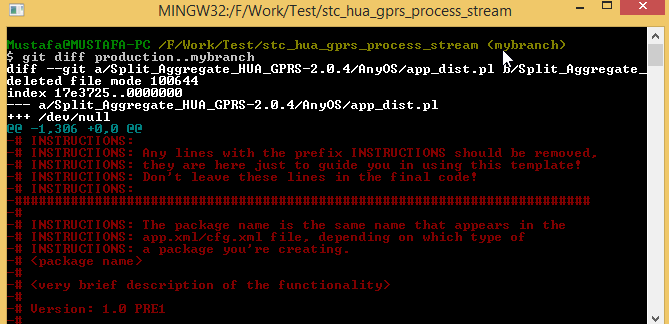 MINGW32:/F/Work/Test/stc_hua_gprs_process_stream
Mustafa@MUSTAFA-PC /F/Work/Test/stc_hua_gprs_process_stream (mybranch)
$ git diff production..mybranch
diff --git a/Split_Aggregate_HUA_GPRS-2.0.4/AnyOS/app_dist.pl b/Split_Aggregate_
deleted file mode 100644
index 17e3725..0000000
--- a/Split_Aggregate_HUA_GPRS-2.0.4/AnyOS/app_dist.pl
+++ /dev/null
@@ -1,306 +0,0 @@
-# INSTRUCTIONS:
-# INSTRUCTIONS: Any lines with the prefix INSTRUCTIONS should be removed,
-# INSTRUCTIONS: they are here just to guide you in using this template!
-# INSTRUCTIONS: Don't leave these lines in the final code!
-# INSTRUCTIONS:
-########################################################################
-#
-# INSTRUCTIONS: The package name is the same name that appears in the
-# INSTRUCTIONS: app.xml/cfg.xml file, depending on which type of
-# INSTRUCTIONS: a package you're creating.
-# <package name>
-#
-# <very brief description of the functionality>
-#
-# Version: 1.0 PRE1